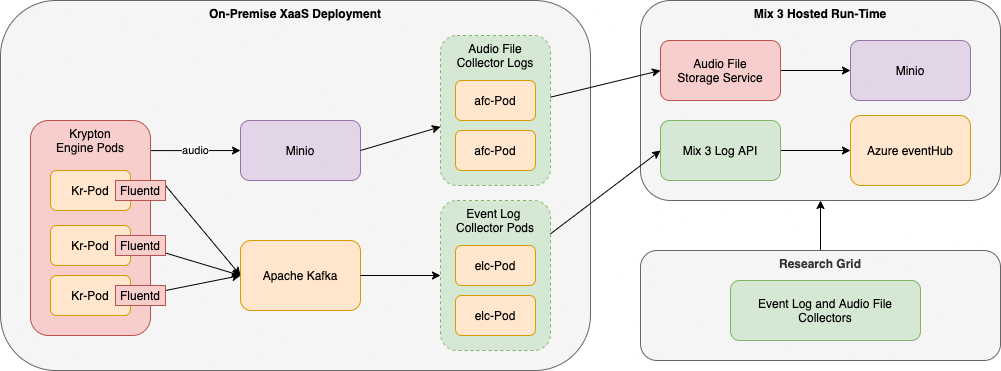 On-Premise XaaS Deployment
Krypton
Engine Pods
Kr-Pod
Fluentd
Kr-Pod
Fluentd
Kr-Pod
Fluentd
audio
Minio
Apache Kafka
Audio File
Collector Logs
afc-Pod
afc-Pod
Event Log
Collector Pods
elc-Pod
elc-Pod
Mix 3 Hosted Run-Time
Audio File
Storage Service
Minio
Mix 3 Log API
Azure eventHub
Research Grid
Event Log and Audio File
Collectors